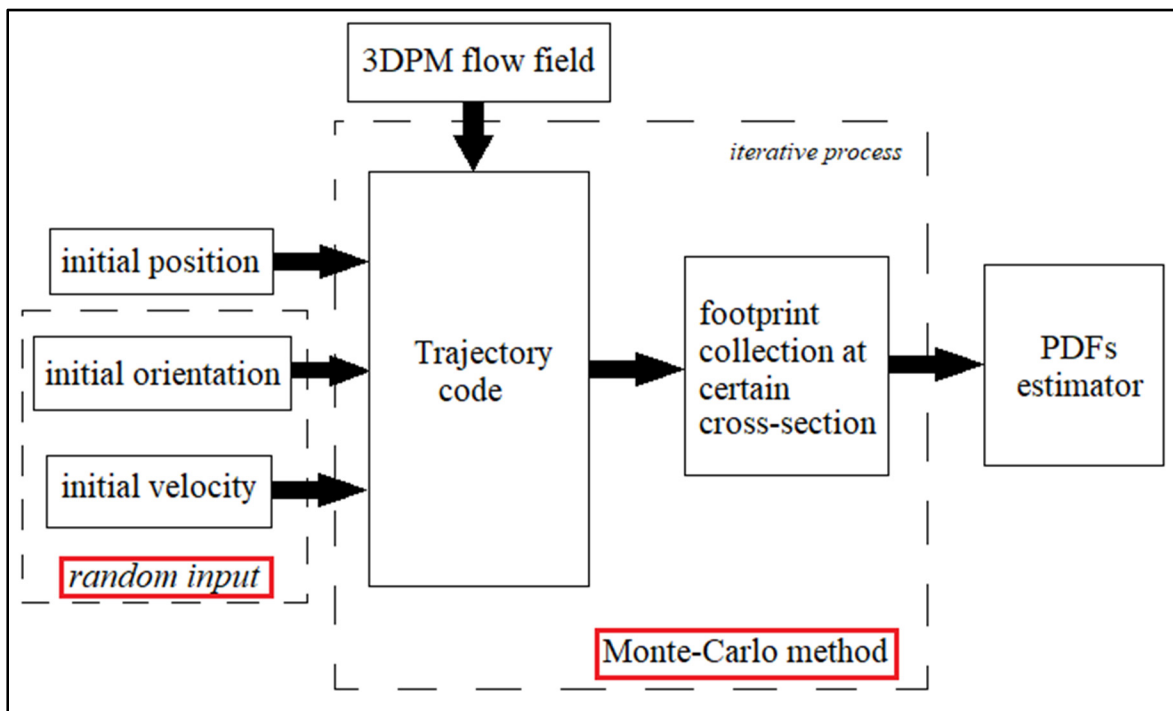 3DPM flow field
iterative process
initial position
initial orientation
initial velocity
random input
Trajectory
code
footprint
collection at
certain
cross-section
PDFs
estimator
Monte-Carlo method